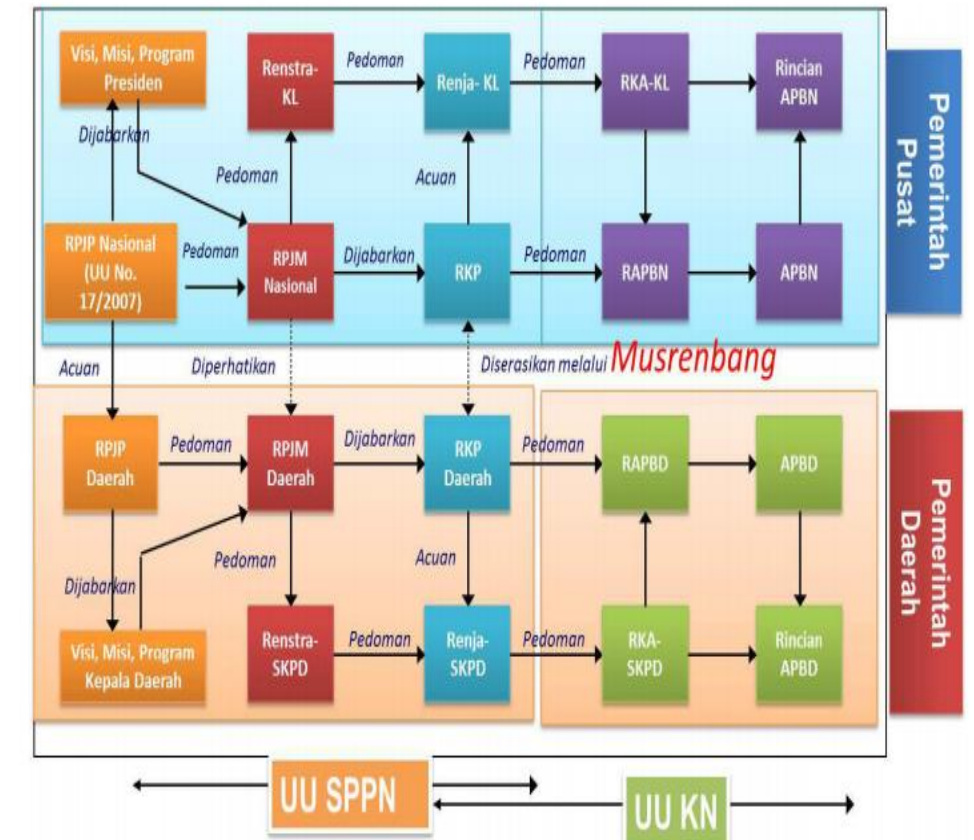 Visi, Misi, Program
Presiden
Renstra-
KL
Pedoman
Renja- KL
Pedoman
RKA-KL
Rincian
APBN
Dijabarkan
Pedoman
Acuan
RPJP Nasional
(UU No.
17/2007)
Pedoman
RPJM
Nasional
Dijabarkan
RKP
Pedoman
RAPBN
APBN
Pemerintah
Pusat
Acuan
Diperhatikan
Diserasikan melalui Musrenbang
RPJP
Daerah
Pedoman
RPJM
Daerah
Dijabarkan
RKP
Daerah
Pedoman
RAPBD
APBD
Dijabarkan
Pedoman
Acuan
Visi, Misi, Program
Kepala Daerah
Renstra-
SKPD
Pedoman
Renja-
SKPD
Pedoman
RKA-
SKPD
Rincian
APBD
Pemerintah
Daerah
UU SPPN
UU KN